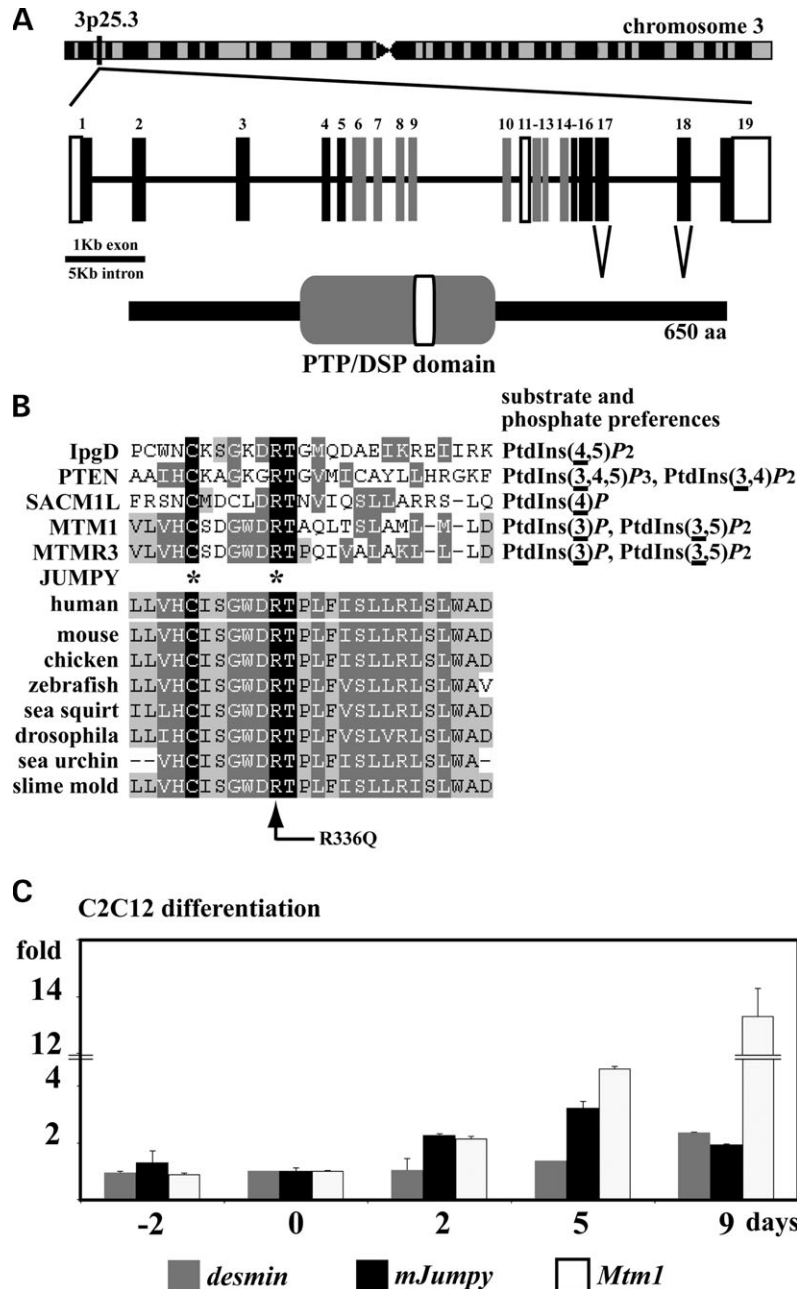 A
3p25.3
chromosome 3
1 2 3 4 5 6 7 8 9 10 11-13 14-16 17 18 19
1Kb exon
5Kb intron
650 aa
PTP/DSP domain
B
substrate and
phosphate preferences
IpgD PCWNCKSGKDRTGMQDAEIKREIIRK PtdIns(4,5)P2
PTEN AAIHCKAGKGRTGVMICAYLLHRGKF PtdIns(3,4,5)P3, PtdIns(3,4)P2
SACM1L FRSNCMDCLDRTNVIQSLLARRS-LQ PtdIns(4)P
MTM1 VLVHCSDGWDRTAQLTSLAML-M-LD PtdIns(3)P, PtdIns(3,5)P2
MTMR3 VLVHCSDGWDRTPQIVALAKL-L-LD PtdIns(3)P, PtdIns(3,5)P2
JUMPY * *
human LLVHCISGWDRTPLFISLLRLSLWAD
mouse LLVHCISGWDRTPLFISLLRLSLWAD
chicken LLVHCISGWDRTPLFISLLRLSLWAD
zebrafish LLVHCISGWDRTPLFVSLLRLSLWAV
sea squirt ILLHCISGWDRTPLFVSLLRLSLWAD
drosophila LLIHCISGWDRTPLFVSLVRLSLWAD
sea urchin --VHCISGWDRTPLFISLLRLSLWA-
slime mold LLVHCISGWDRTPLFISLLRISLWAD
R336Q
C
C2C12 differentiation
fold
14
12
4
2
-2 0 2 5 9 days
desmin mJumpy Mtm1